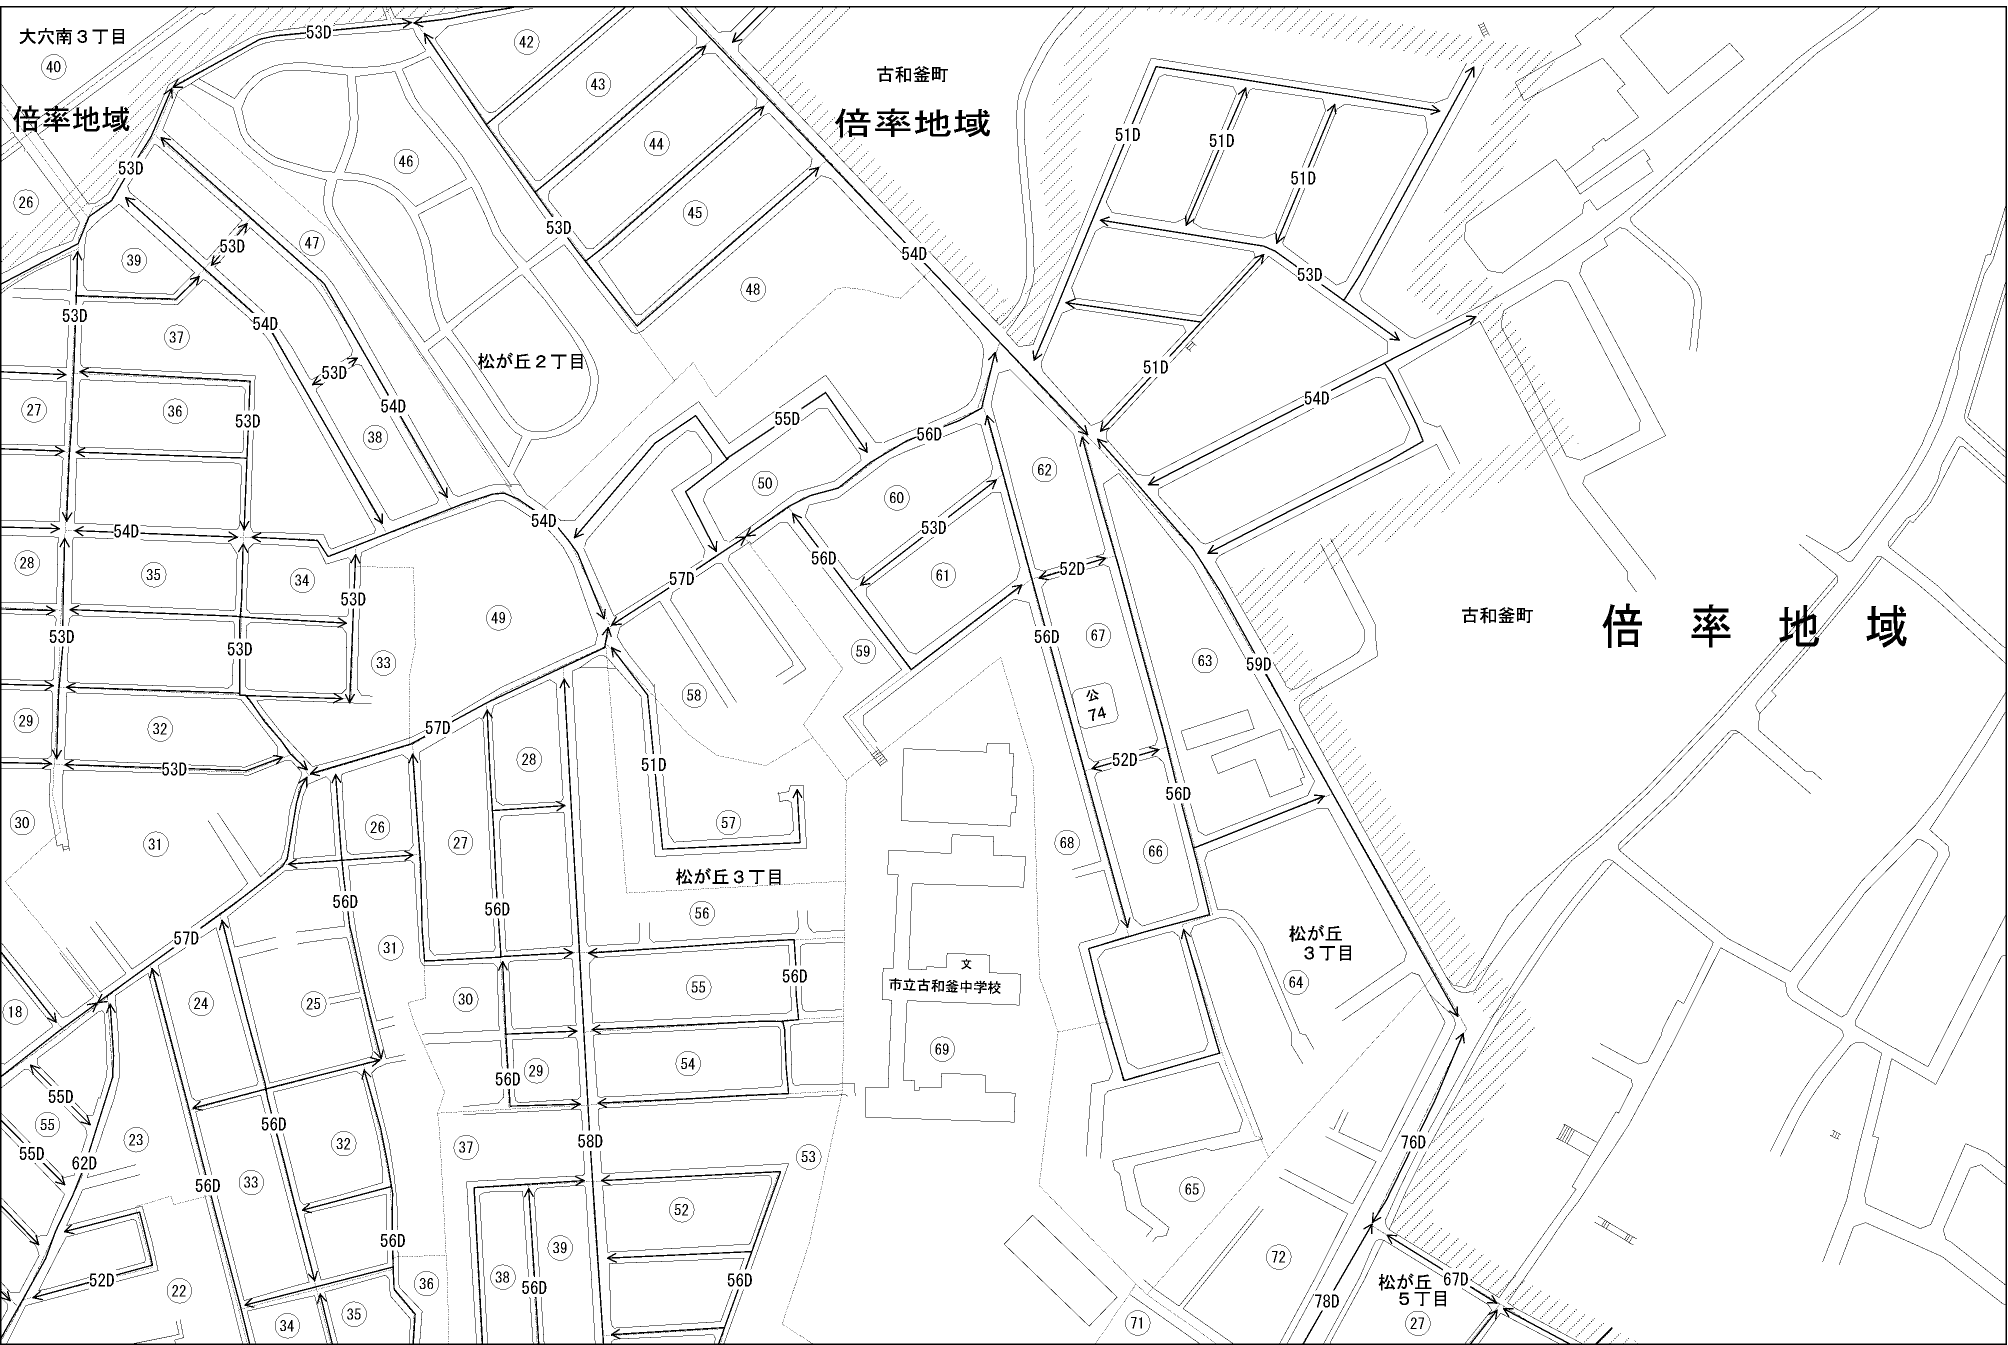 大穴南３丁目
40
倍率地域
53D
42
43
44
45
古和釜町
倍率地域
53D
26
39
53D
47
46
53D
48
54D
51D
51D
51D
53D
53D
37
54D
53D
松が丘２丁目
27
36
53D
54D
38
55D
56D
50
60
62
51D
54D
54D
54D
28
35
34
53D
49
57D
56D
53D
61
52D
53D
53D
33
58
59
56D
67
63
59D
古和釜町
倍率地域
29
32
53D
57D
28
51D
公
74
52D
56D
30
31
26
27
57
68
66
56D
56D
松が丘３丁目
56
57D
31
松が丘
３丁目
64
18
24
25
30
55
56D
文
市立古和釜中学校
69
29
56D
54
55D
55
55D
62D
23
56D
32
37
58D
53
76D
56D
33
65
52
56D
39
38
56D
36
56D
52D
22
34
35
72
71
78D
松が丘
５丁目
67D
27